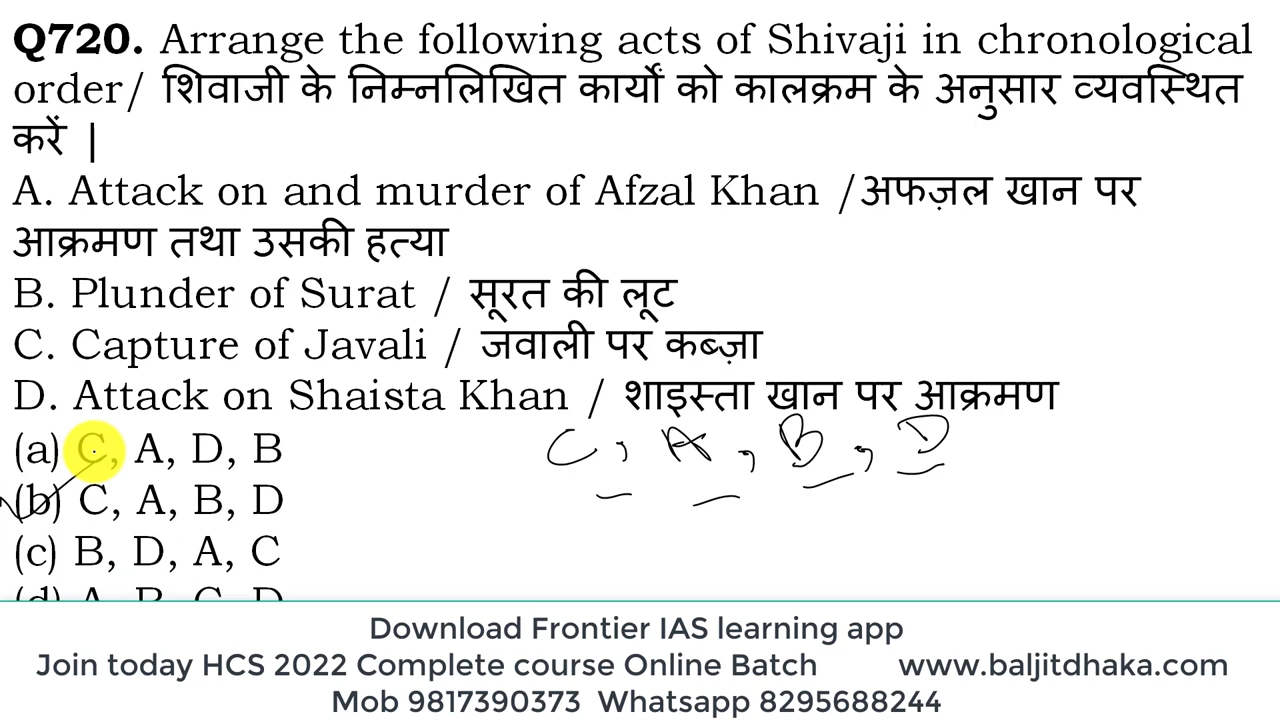 Q720. Arrange the following acts of Shivaji in chronological
order/ शिवाजी के निम्नलिखित कार्यों को कालक्रम के अनुसार व्यवस्थित
करें |
A. Attack on and murder of Afzal Khan /अफज़ल खान पर
आक्रमण तथा उसकी हत्या
B. Plunder of Surat / सूरत की लूट
C. Capture of Javali / जवाली पर कब्ज़ा
D. Attack on Shaista Khan / शाइस्ता खान पर आक्रमण
(a) C, A, D, B
C, A, B, D
(b) C, A, B, D
(c) B, D, A, C
(d) A, B, C, D
Download Frontier IAS learning app
Join today HCS 2022 Complete course Online Batch www.baljitdhaka.com
Mob 9817390373 Whatsapp 8295688244